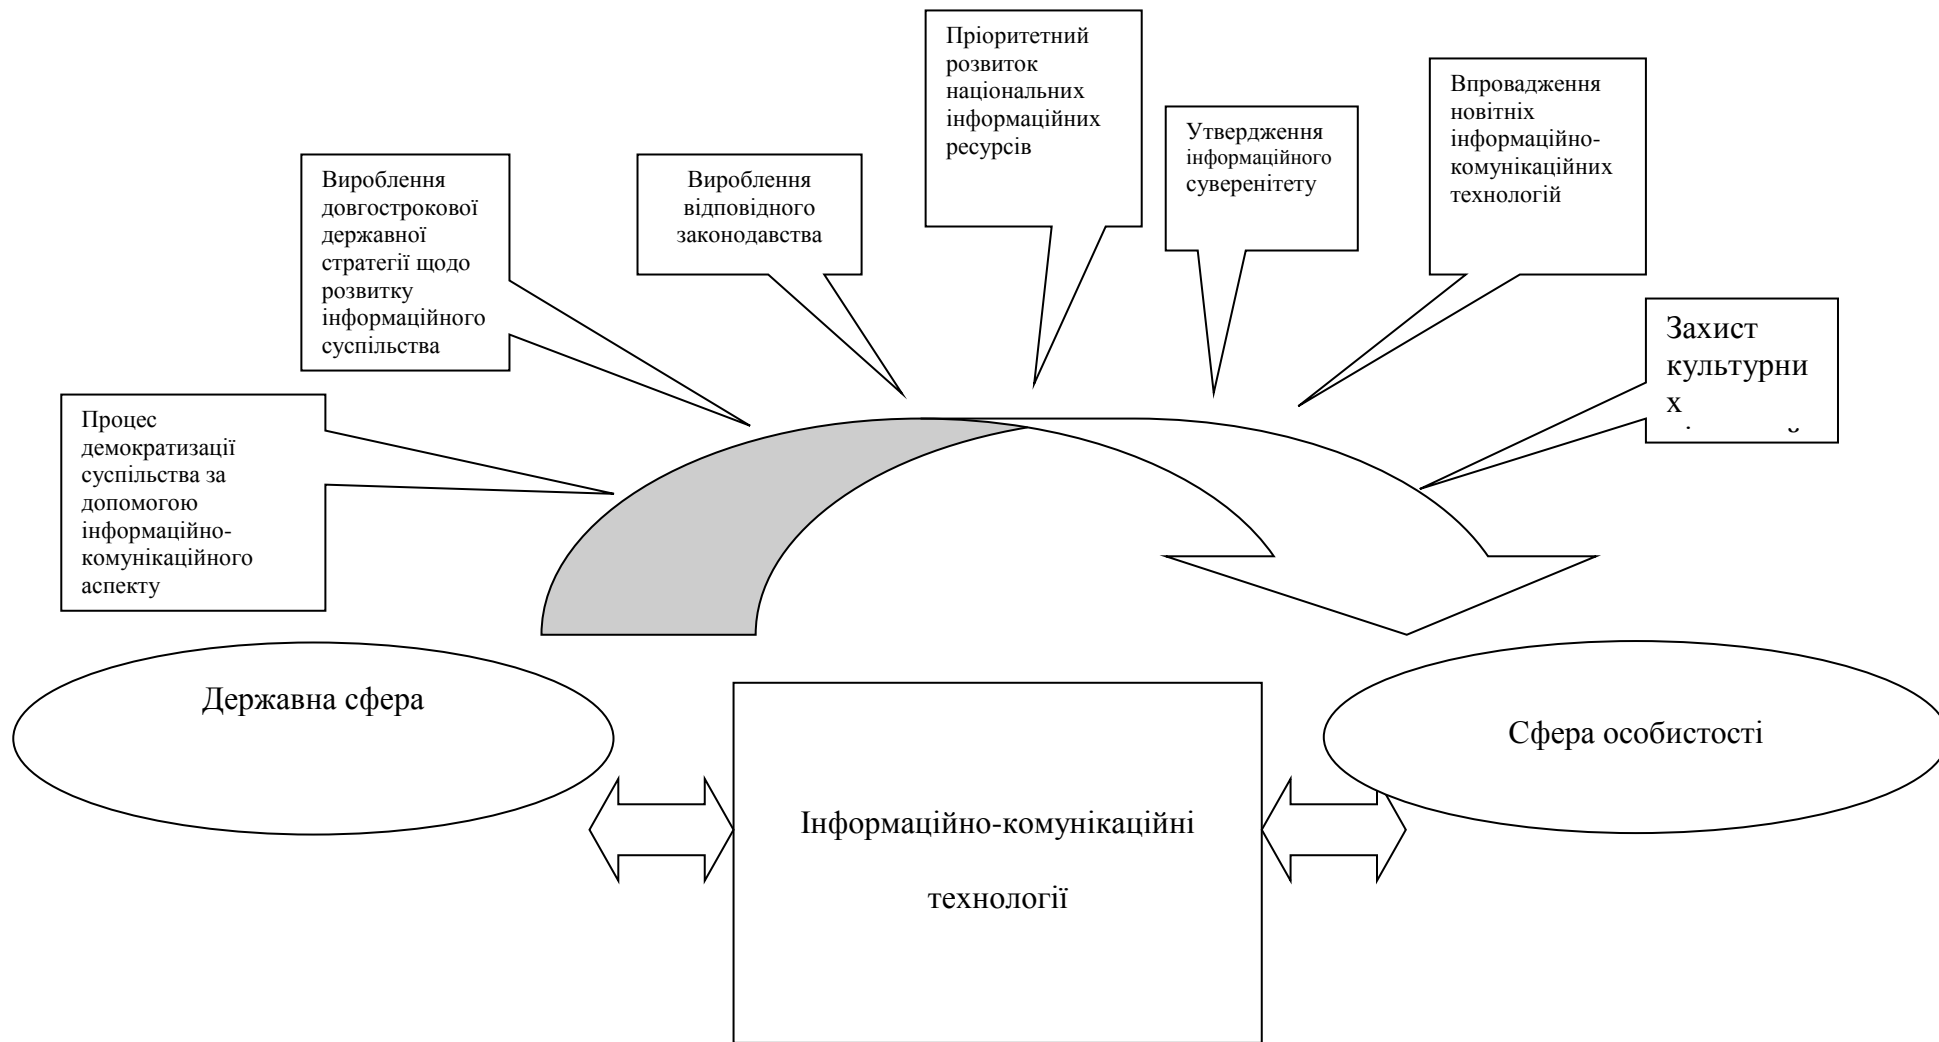 Пріоритетний
розвиток
національних
інформаційних
ресурсів
Впровадження
новітніх
інформаційно-
комунікаційних
технологій
Утвердження
інформаційного
суверенітету
Вироблення
довгострокової
державної
стратегії щодо
розвитку
інформаційного
суспільства
Вироблення
відповідного
законодавства
Захист
культурни
х
Процес
демократизації
суспільства за
допомогою
інформаційно-
комунікаційного
аспекту
Державна сфера
Сфера особистості
Інформаційно-комунікаційні
технології